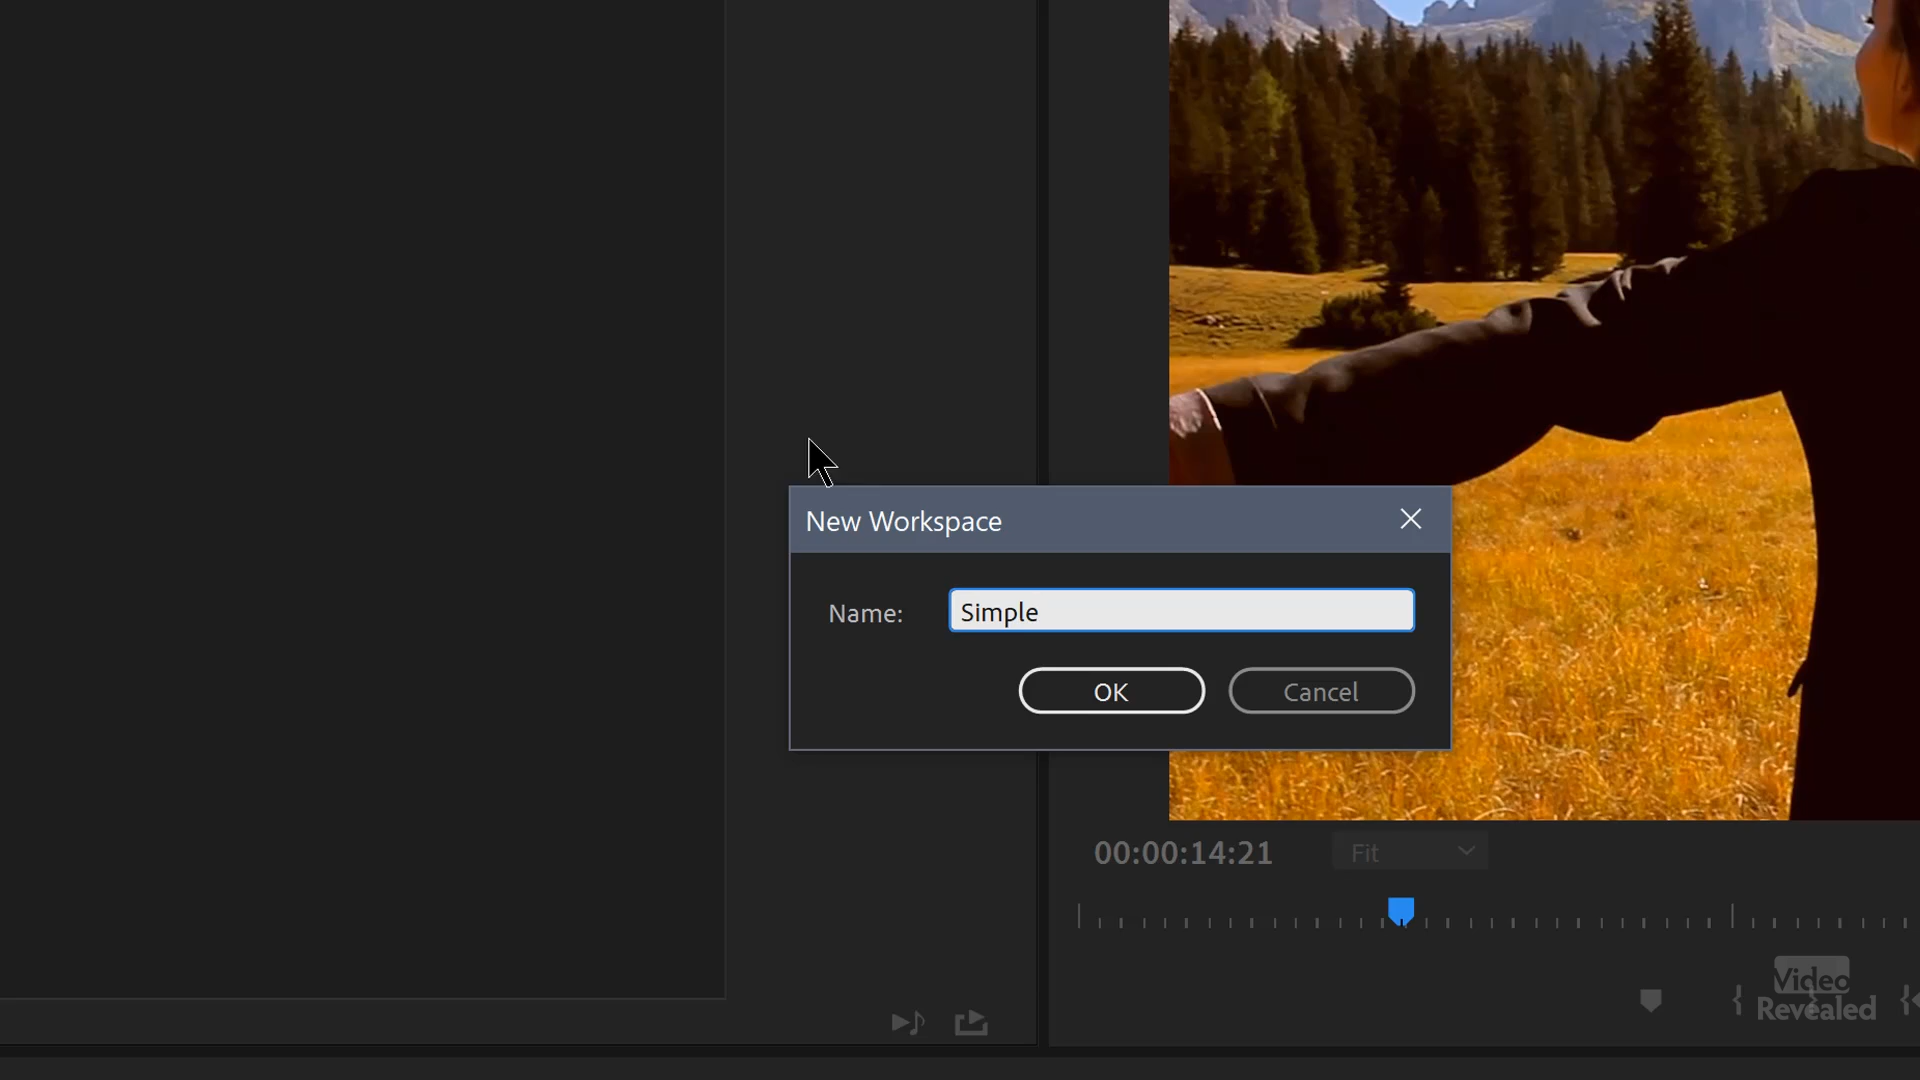 New Workspace
Name:
Simple
OK
Cancel
00:00:14:21
Fit
Video
Revealed